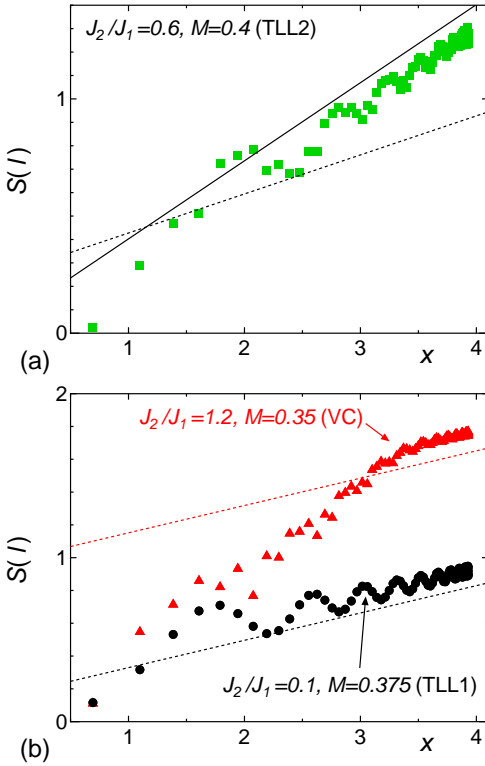 J2/J1=0.6, M=0.4 (TLL2)
1
S(l)
0
1 2 3 4
(a) x
2
J2/J1=1.2, M=0.35 (VC)
1
S(l)
J2/J1=0.1, M=0.375 (TLL1)
0
1 2 3 4
(b) x